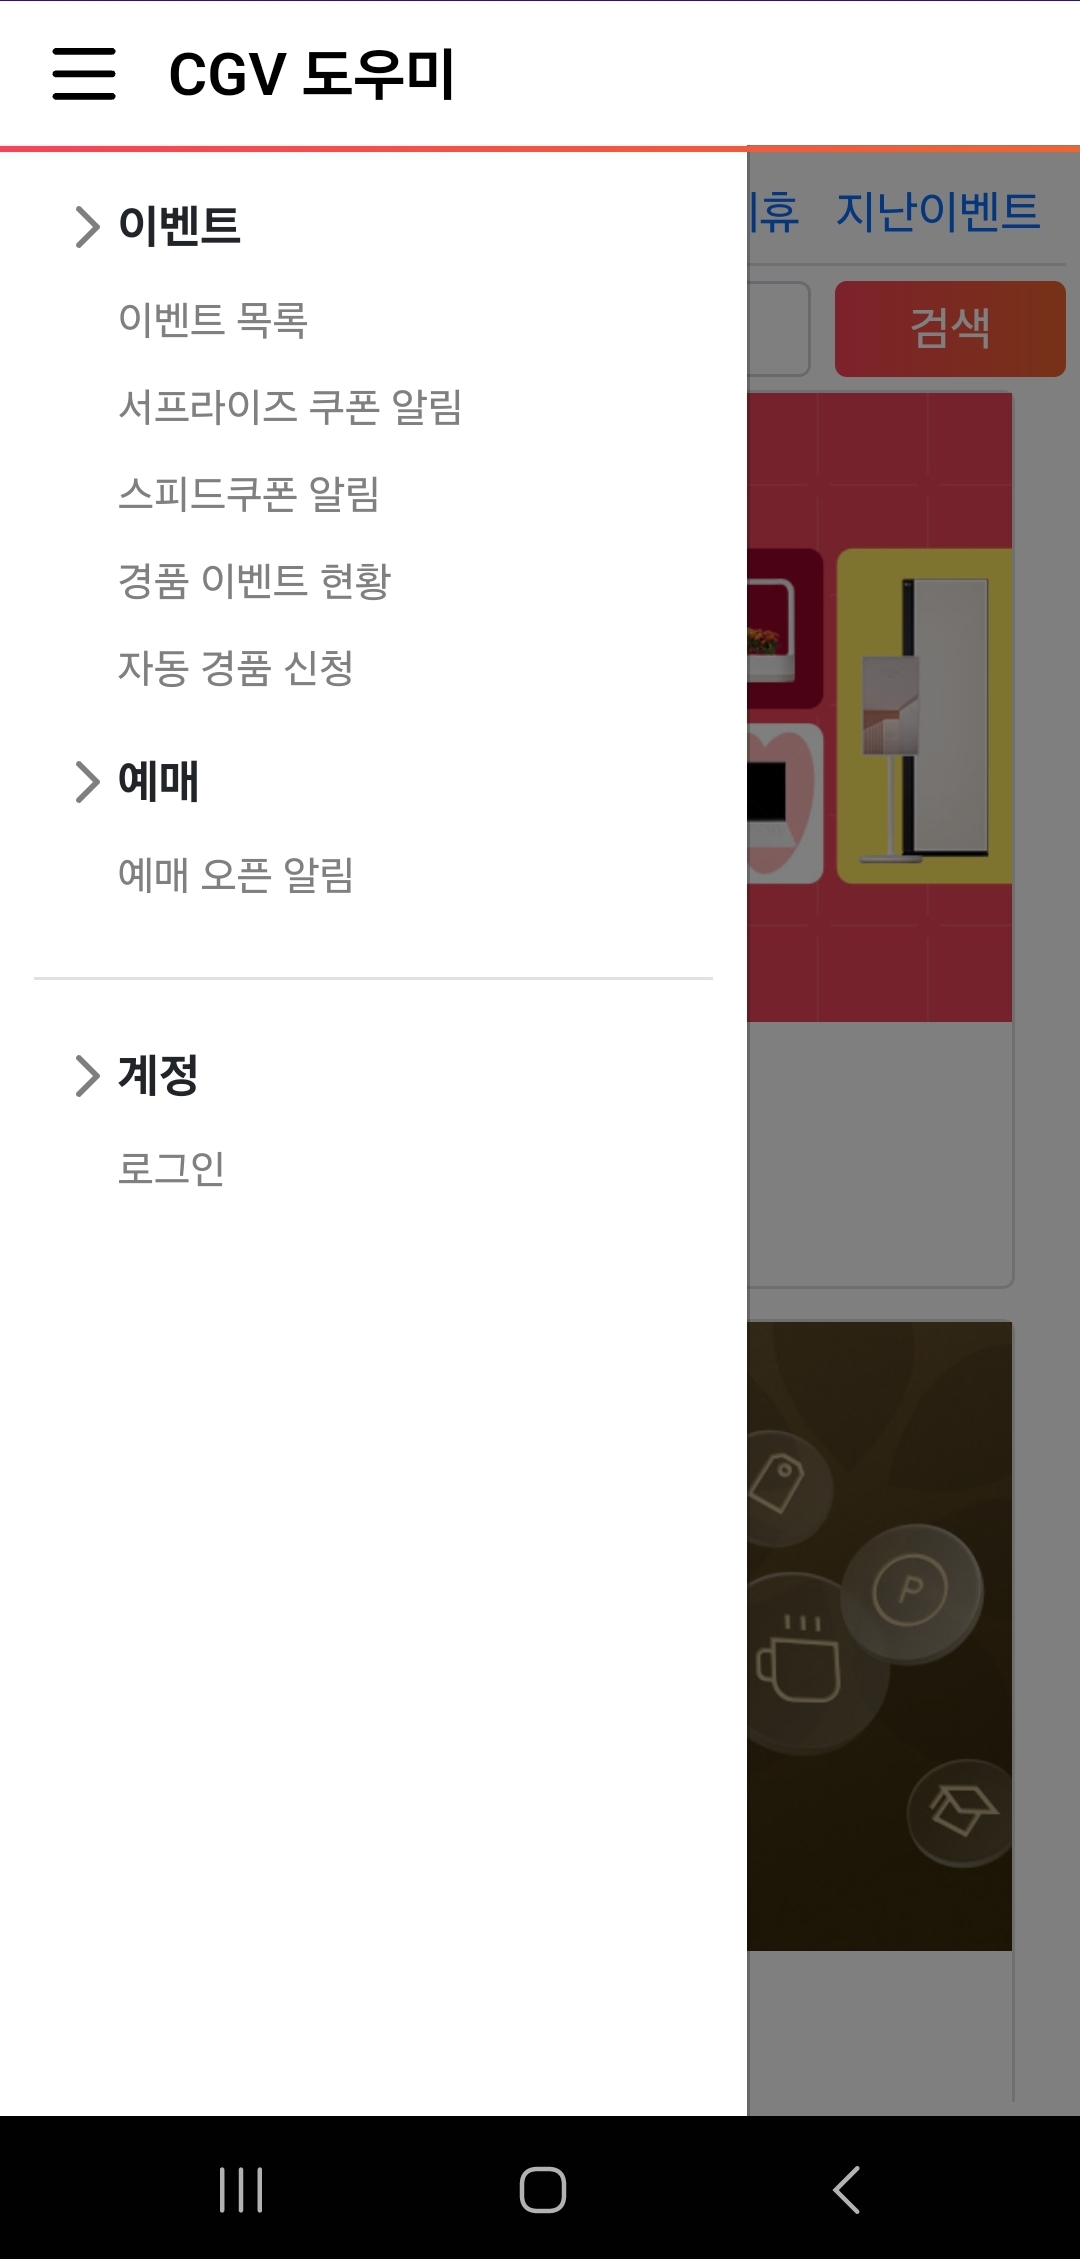 CGV 도우미
이벤트
이벤트 목록
서프라이즈 쿠폰 알림
스피드쿠폰 알림
경품 이벤트 현황
자동 경품 신청
예매
예매 오픈 알림
계정
로그인
휴 지난이벤트
검색
P